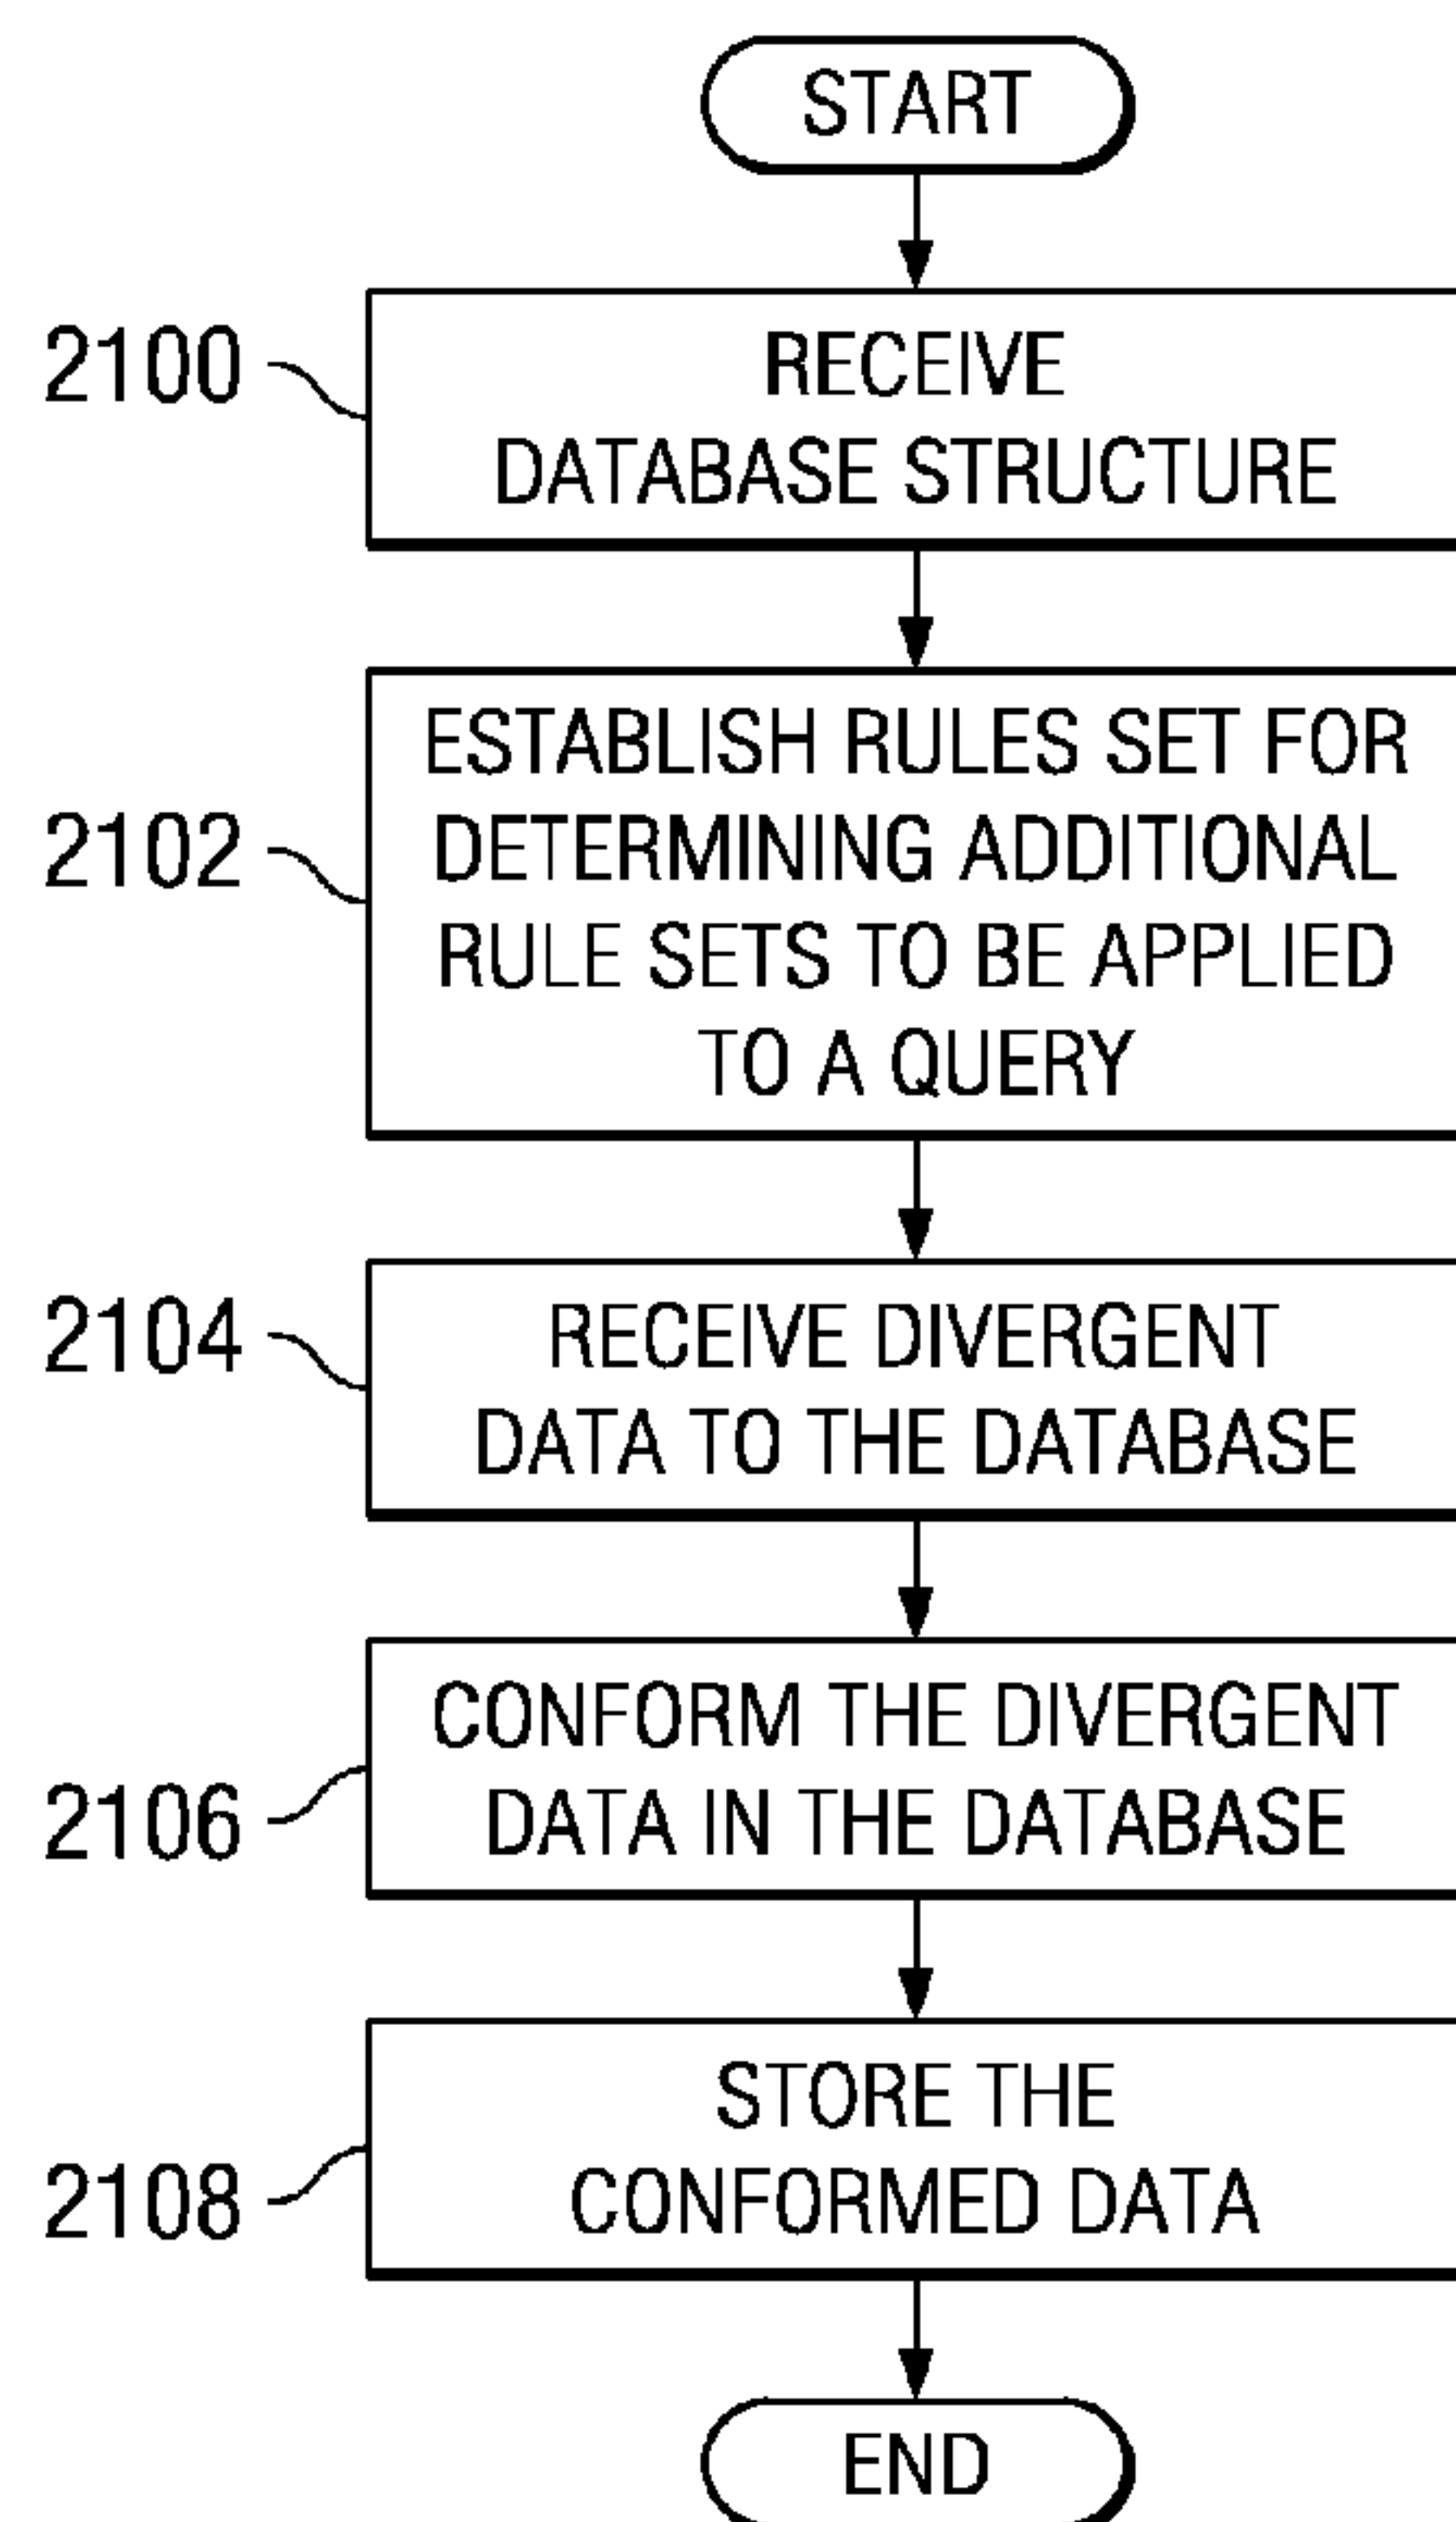 START
2100
RECEIVE
DATABASE STRUCTURE
2102
ESTABLISH RULES SET FOR
DETERMINING ADDITIONAL
RULE SETS TO BE APPLIED
TO A QUERY
2104
RECEIVE DIVERGENT
DATA TO THE DATABASE
2106
CONFORM THE DIVERGENT
DATA IN THE DATABASE
2108
STORE THE
CONFORMED DATA
END